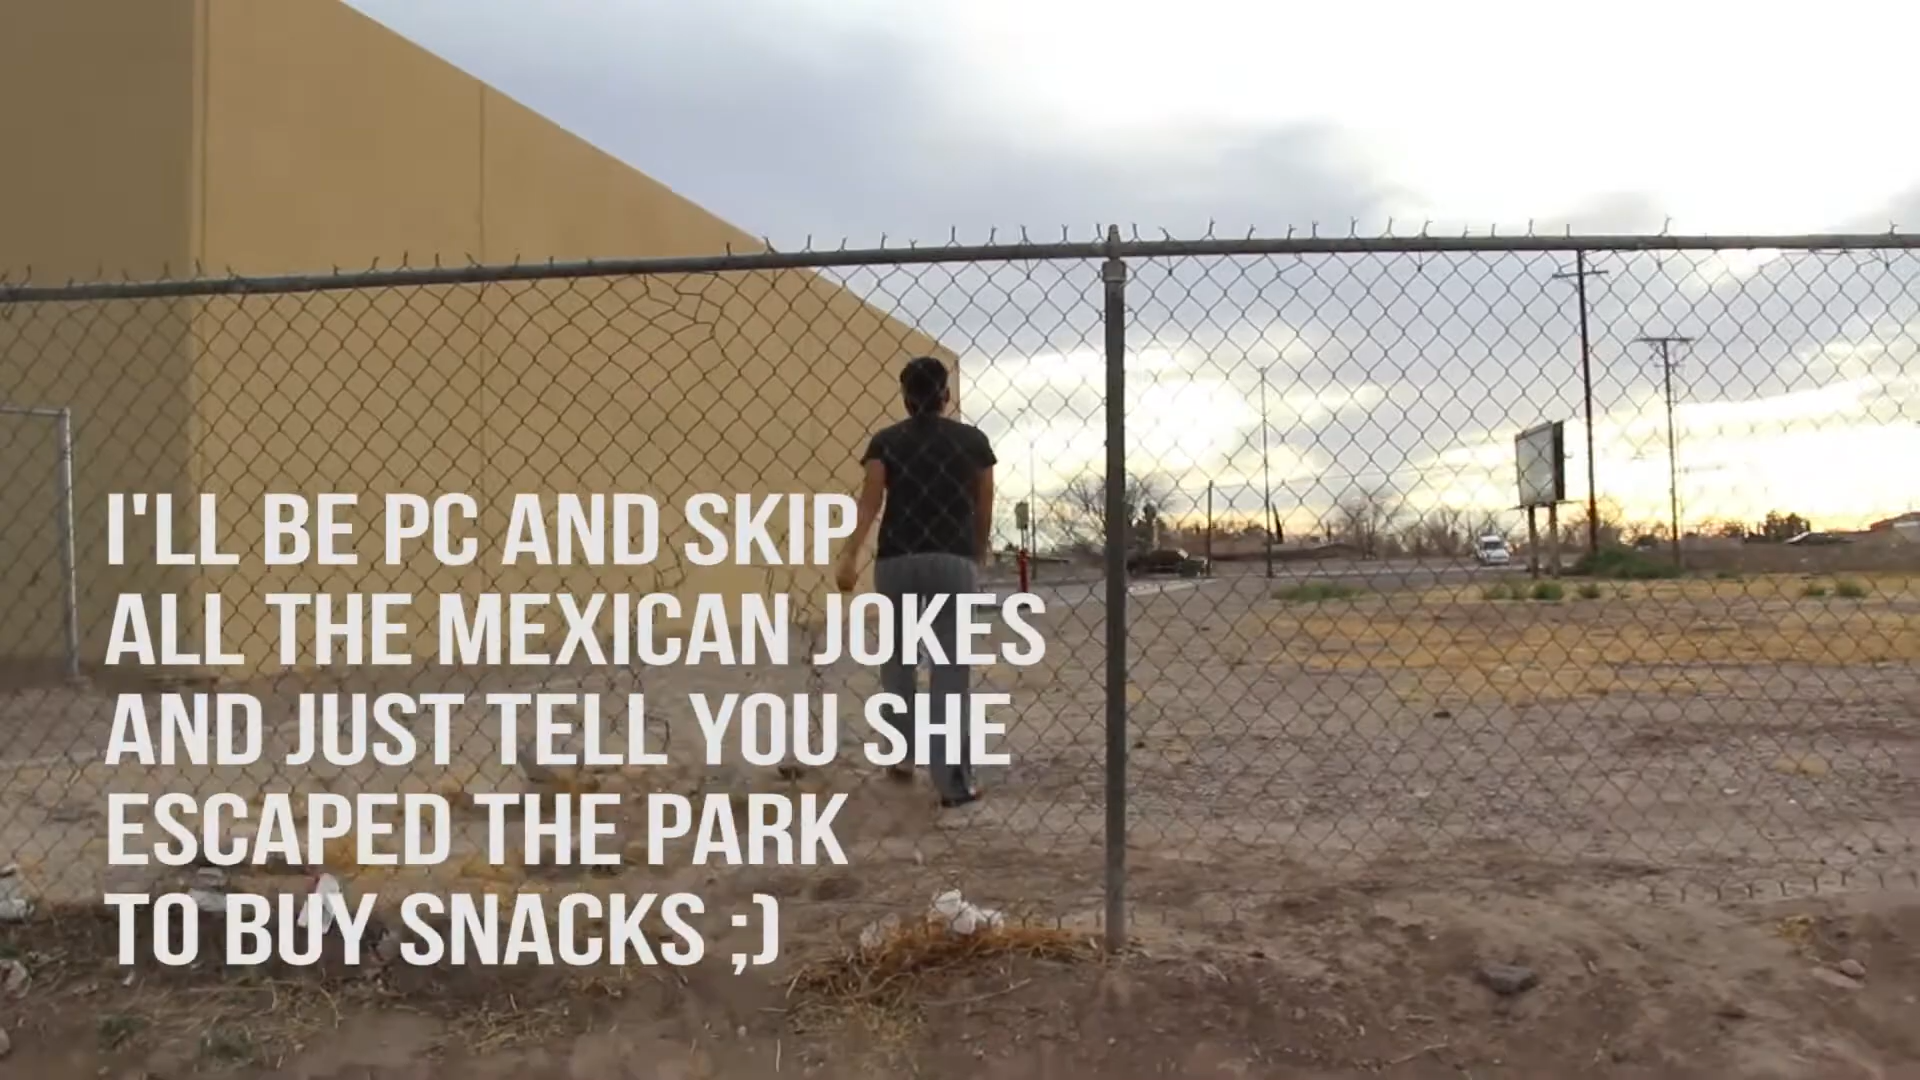 I'LL BE PC AND SKIP
ALL THE MEXICAN JOKES
AND JUST TELL YOU SHE
ESCAPED THE PARK
TO BUY SNACKS ;)